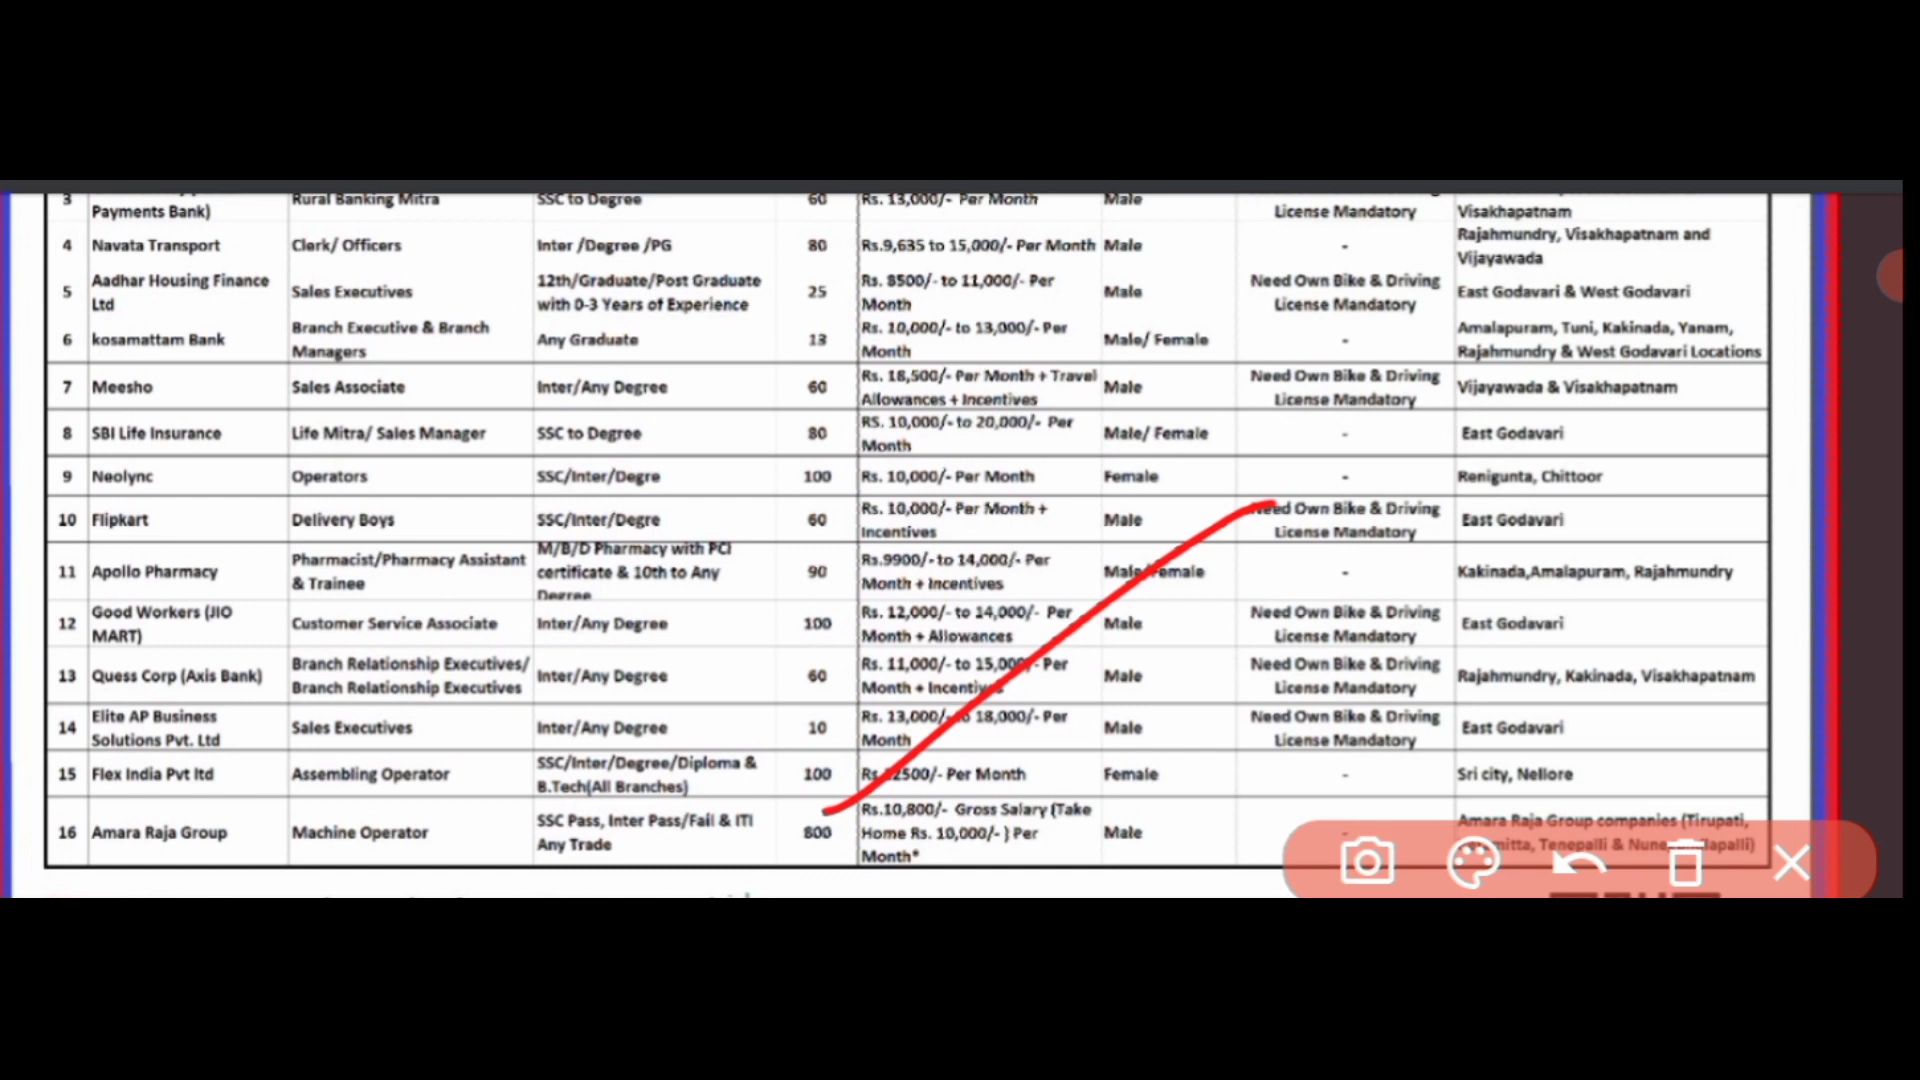 3 Rural Banking Mitra SSC to Degree 60 Rs. 13,000/- Per Month Male
Payments Bank) License Mandatory Visakhapatnam
4 Navata Transport Clerk/ Officers Inter /Degree /PG 80 Rs.9,635 to 15,000/- Per Month Male - Rajahmundry, Visakhapatnam and
Vijayawada
5 Aadhar Housing Finance Ltd Sales Executives 12th/Graduate/Post Graduate with 0-3 Years of Experience 25 Rs. 8500/- to 11,000/- Per Month Male Need Own Bike & Driving License Mandatory East Godavari & West Godavari
6 kosamattam Bank Branch Executive & Branch Managers Any Graduate 13 Rs. 10,000/- to 13,000/- Per Month Male/ Female - Amalapuram, Tuni, Kakinada, Yanam, Rajahmundry & West Godavari Locations
7 Meesho Sales Associate Inter/Any Degree 60 Rs. 18,500/- Per Month + Travel Allowances + Incentives Male Need Own Bike & Driving License Mandatory Vijayawada & Visakhapatnam
8 SBI Life Insurance Life Mitra/ Sales Manager SSC to Degree 80 RS. 10,000/- to 20,000/- Per Month Male/ Female - East Godavari
9 Neolync Operators SSC/Inter/Degre 100 Rs. 10,000/- Per Month Female - Renigunta, Chittoor
10 Flipkart Delivery Boys SSC/Inter/Degre 60 Rs. 10,000/- Per Month + Incentives Male Need Own Bike & Driving License Mandatory East Godavari
11 Apollo Pharmacy Pharmacist/Pharmacy Assistant & Trainee M/B/D Pharmacy with PCI certificate & 10th to Any Degree 90 Rs.9900/- to 14,000/- Per Month + Incentives Male/Female - Kakinada,Amalapuram, Rajahmundry
12 Good Workers (JIO MART) Customer Service Associate Inter/Any Degree 100 Rs. 12,000/- to 14,000/- Per Month + Allowances Male Need Own Bike & Driving License Mandatory East Godavari
13 Quess Corp (Axis Bank) Branch Relationship Executives/ Branch Relationship Executives Inter/Any Degree 60 Rs. 11,000/- to 15,000/- Per Month + Incentives Male Need Own Bike & Driving License Mandatory Rajahmundry, Kakinada, Visakhapatnam
14 Elite AP Business Solutions Pvt. Ltd Sales Executives Inter/Any Degree 10 Rs. 13,000/- to 18,000/- Per Month Male Need Own Bike & Driving License Mandatory East Godavari
15 Flex India Pvt ltd Assembling Operator SSC/Inter/Degree/Diploma & B.Tech(All Branches) 100 Per Month Female - Sri city, Nellore
16 Amara Raja Group Machine Operator SSC Pass, Inter Pass/Fail & ITI Any Trade 800 Rs.10,800/- Gross Salary (Take Home Rs. 10,000/- ) Per Month* Male - Amara Raja Group companies (Tirupati, Tenepalli &